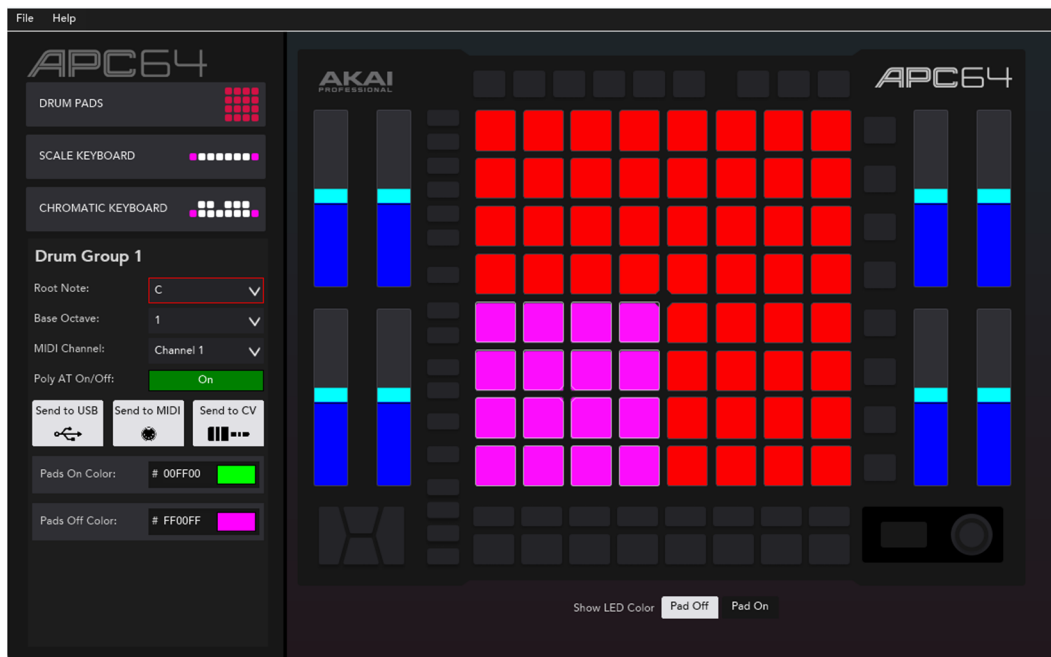 File Help
APC64
DRUM PADS
SCALE KEYBOARD
CHROMATIC KEYBOARD
Drum Group 1
Root Note: C
Base Octave: 1
MIDI Channel: Channel 1
Poly AT On/Off: On
Send to USB Send to MIDI Send to CV
Pads On Color: # 00FF00
Pads Off Color: # FF00FF
AKAI
PROFESSIONAL
APC64
Show LED Color Pad Off Pad On